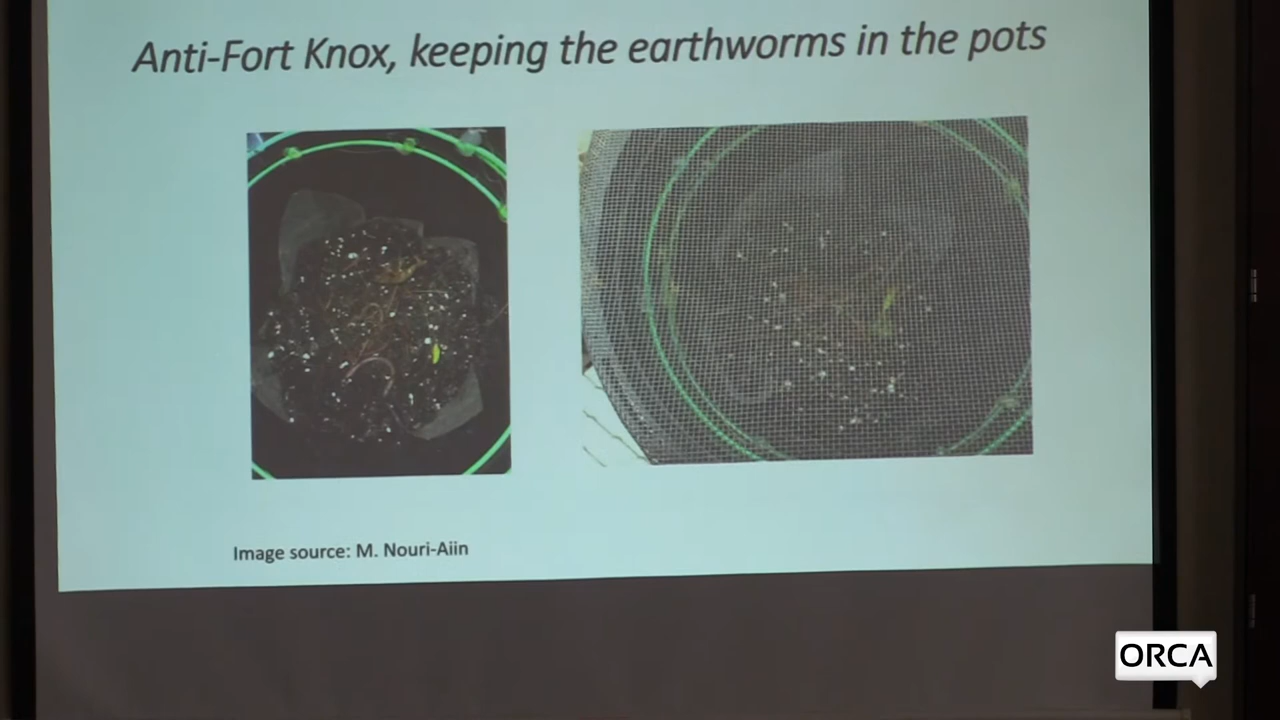 Anti-Fort Knox, keeping the earthworms in the pots
Image source: M. Nouri-Aiin
ORCA